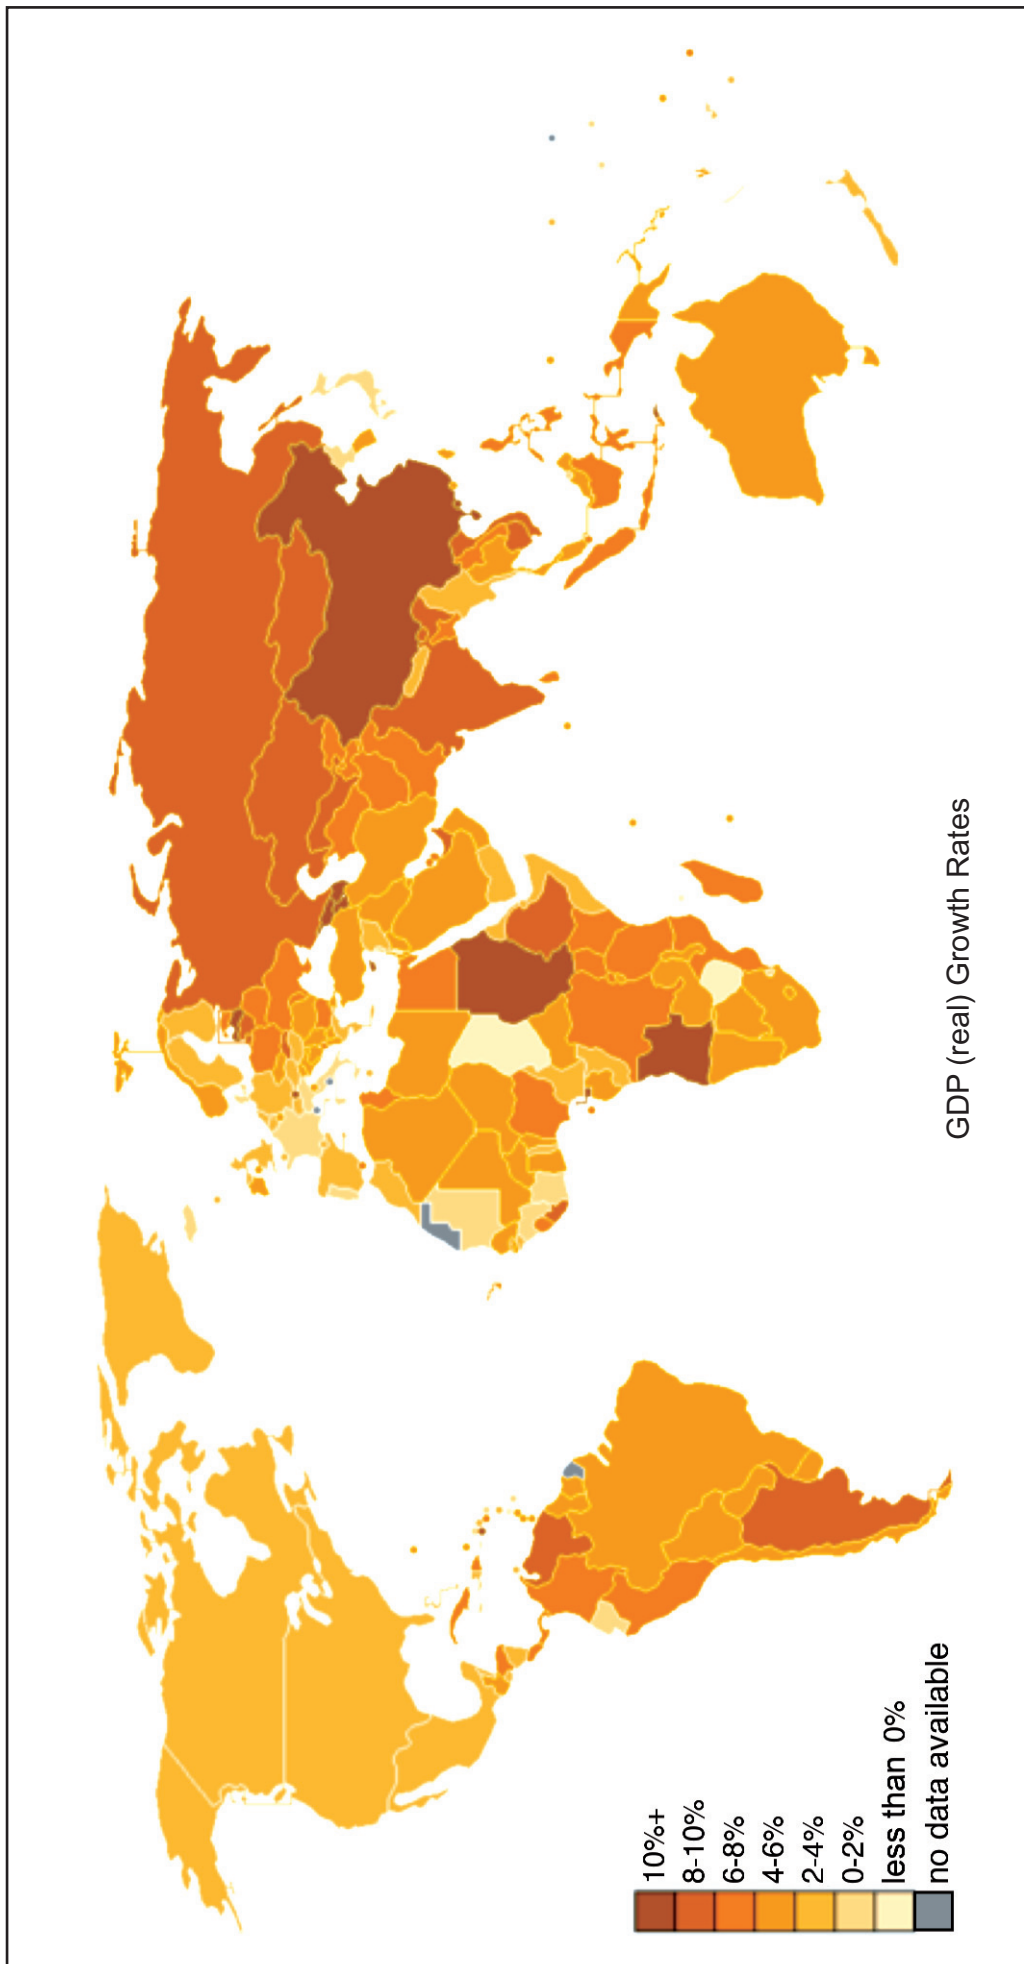 10%+
8-10%
6-8%
4-6%
2-4%
0-2%
less than 0%
no data available
GDP (real) Growth Rates